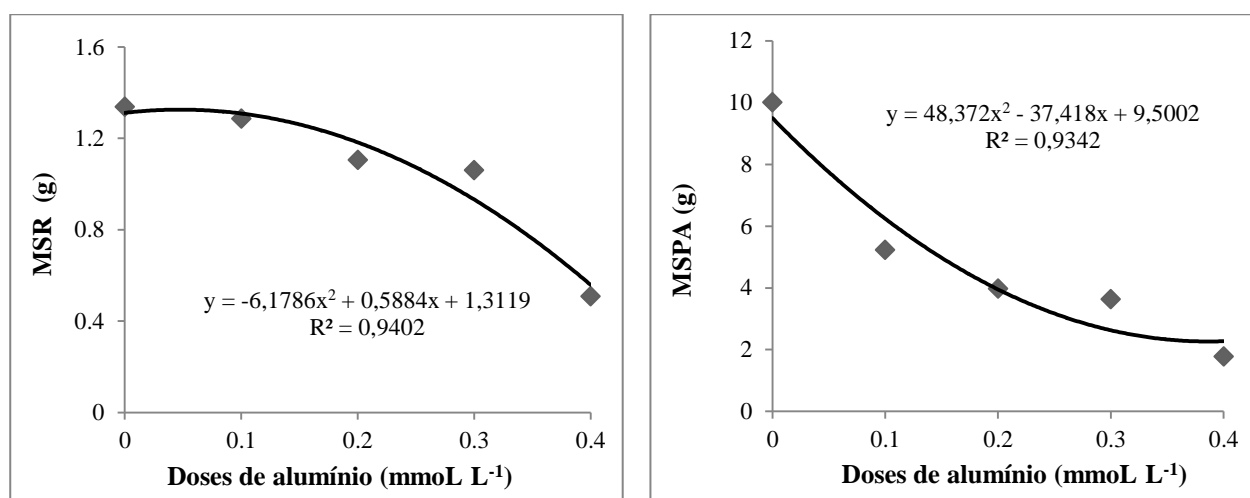 1.6
1.2
0.8
0.4
0
MSR (g)
y = -6,1786x² + 0,5884x + 1,3119
R² = 0,9402
0 0.1 0.2 0.3 0.4
Doses de alumínio (mmoL L⁻¹)
12
10
8
6
4
2
0
MSPA (g)
y = 48,372x² - 37,418x + 9,5002
R² = 0,9342
0 0.1 0.2 0.3 0.4
Doses de alumínio (mmoL L⁻¹)